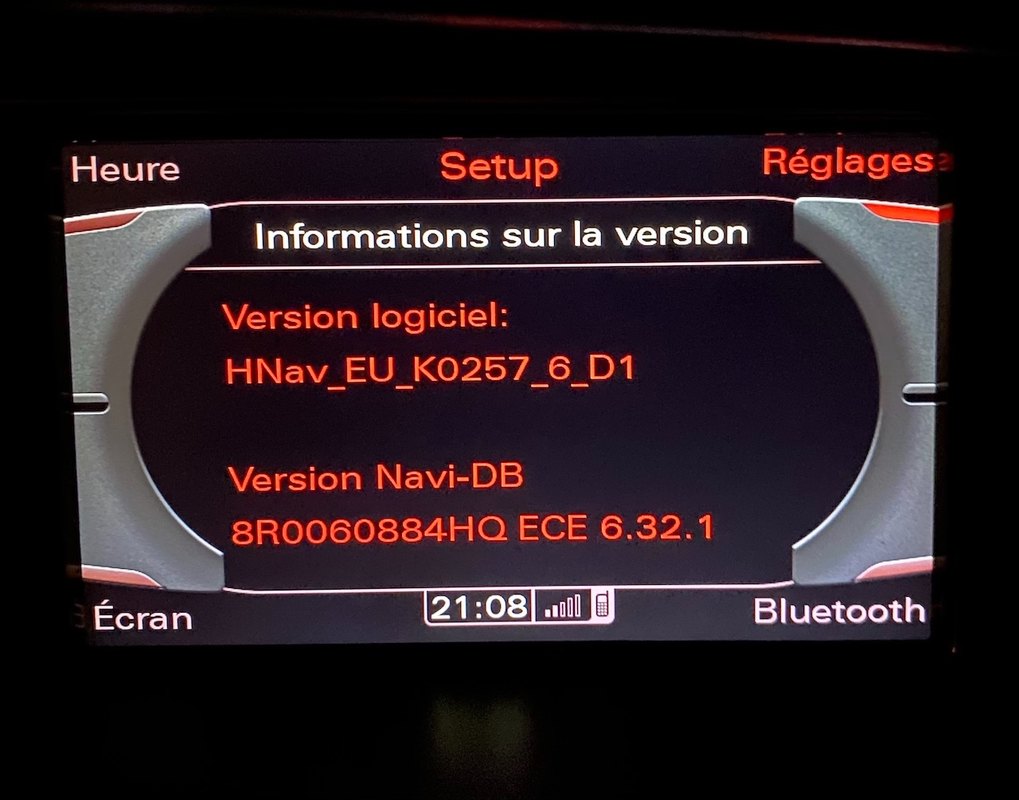 Heure
Setup
Réglages
Informations sur la version
Version logiciel:
HNav_EU_K0257_6_D1
Version Navi-DB
8R0060884HQ ECE 6.32.1
Écran
21:08
Bluetooth